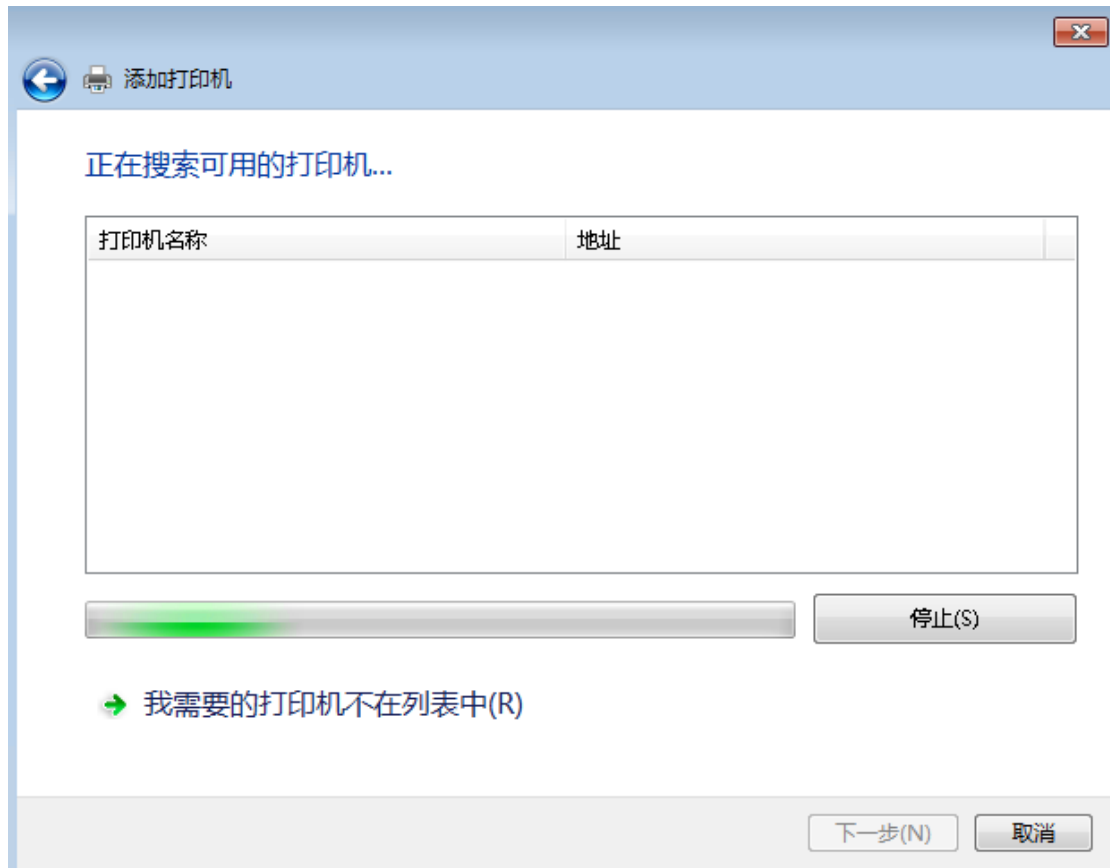 添加打印机
正在搜索可用的打印机...
打印机名称 地址
停止(S)
我需要的打印机不在列表中(R)
下一步(N) 取消